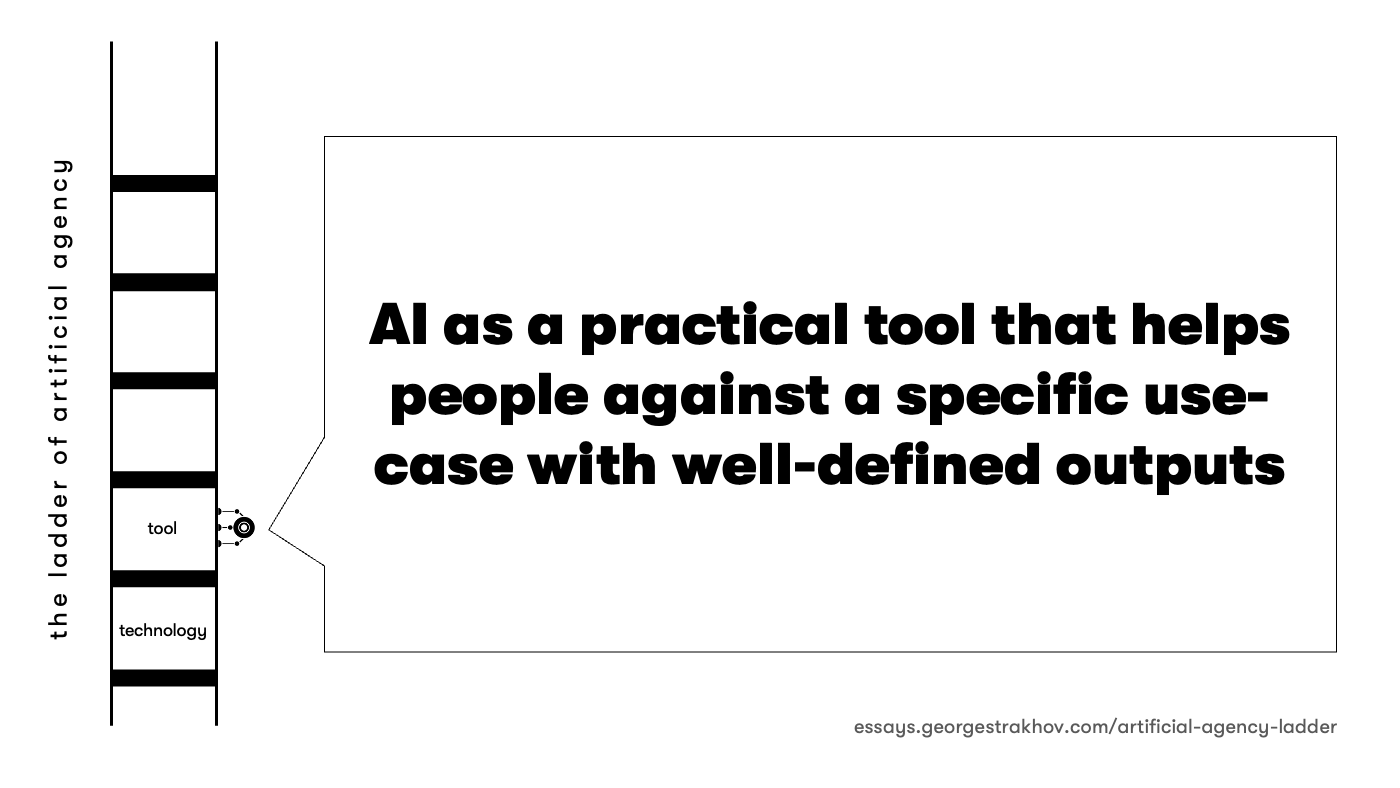 the ladder of artificial agency
AI as a practical tool that helps
people against a specific use-
case with well-defined outputs
tool
technology
essays.georgestrakhov.com/artificial-agency-ladder